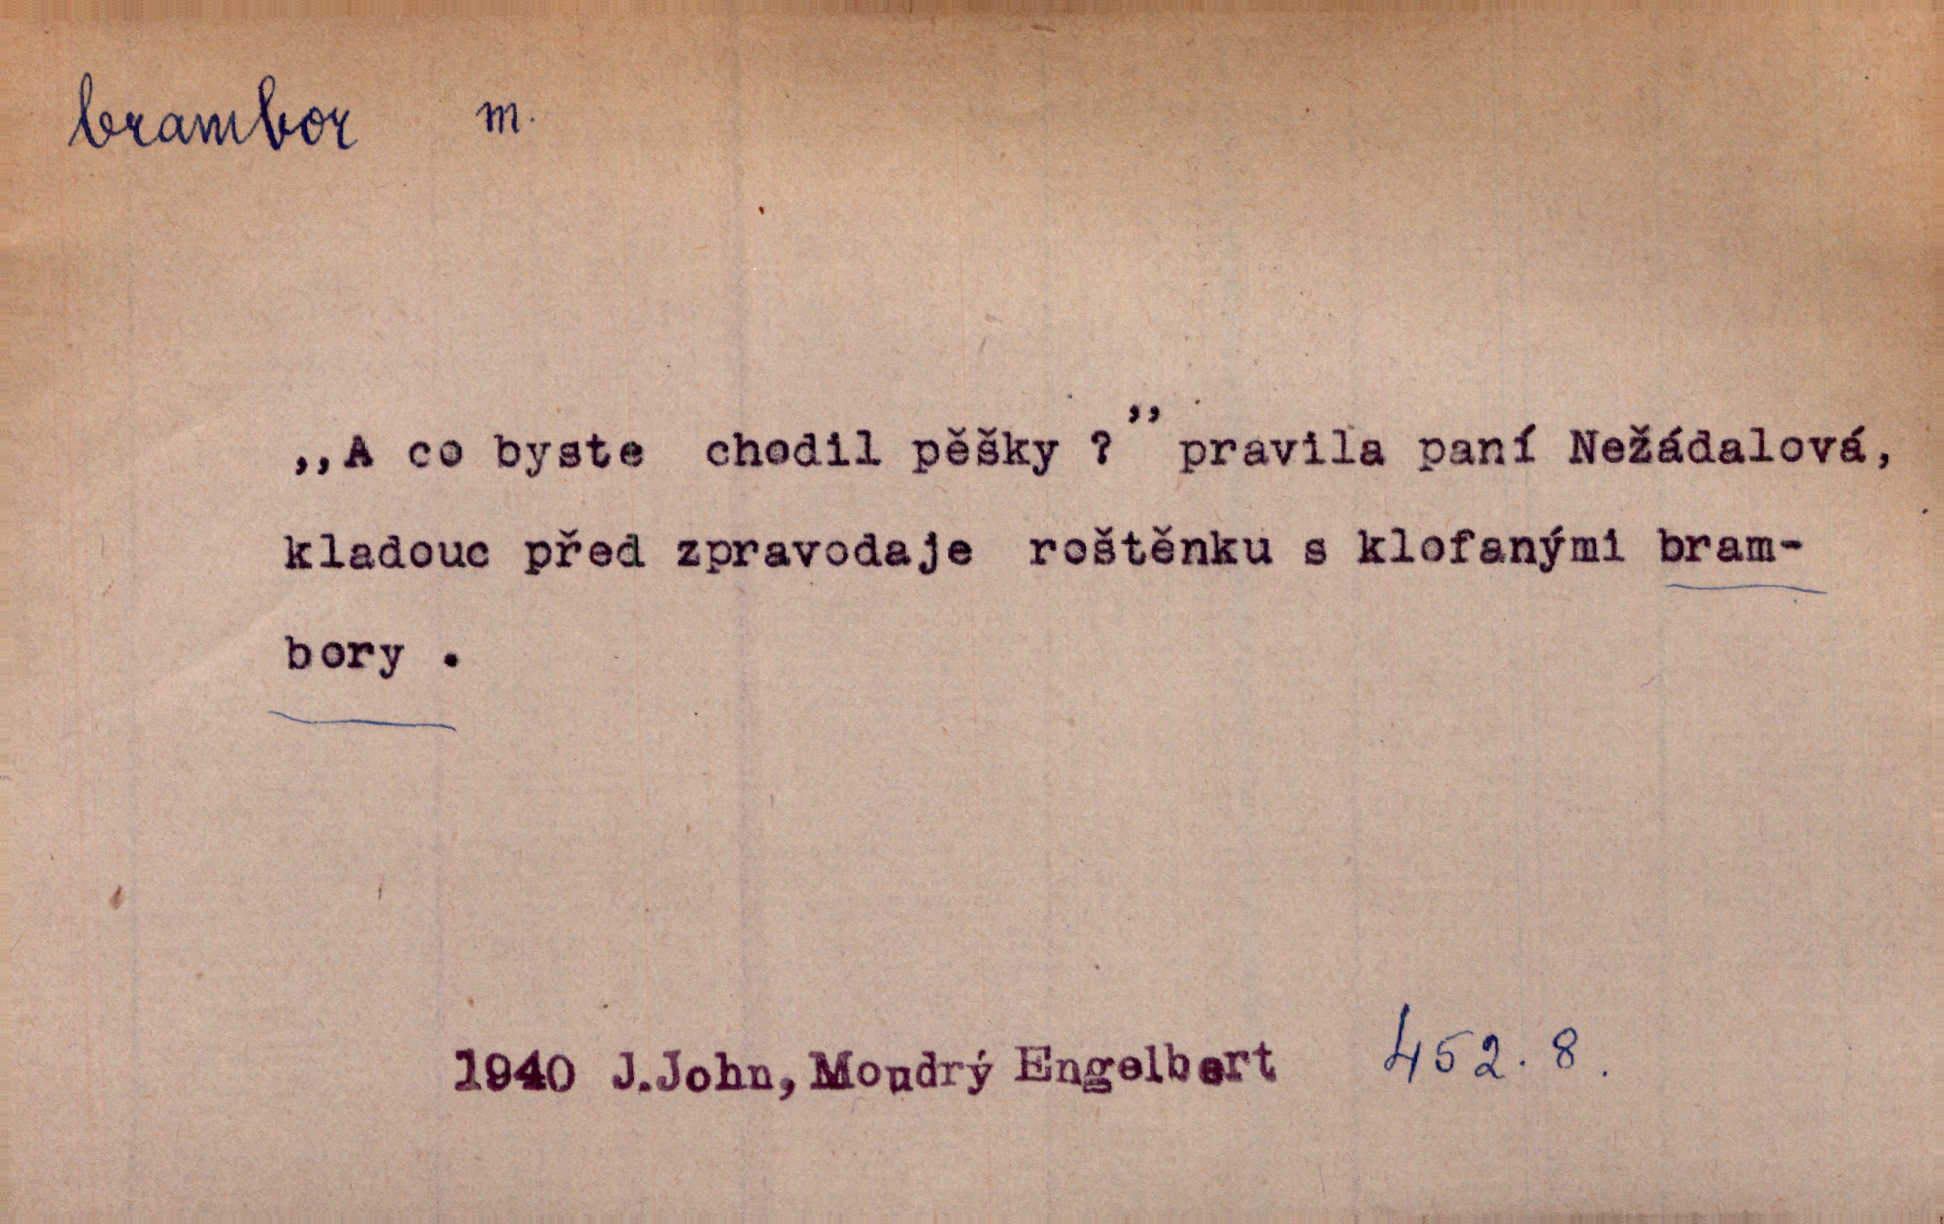 brambor m.
,,A co byste chodil pěšky ?” pravila paní Nežádalová,
kladouc před zpravodaje roštěnku s klofanými bram-
bory .
1940 J.John, Moudrý Engelbert 452. 8.